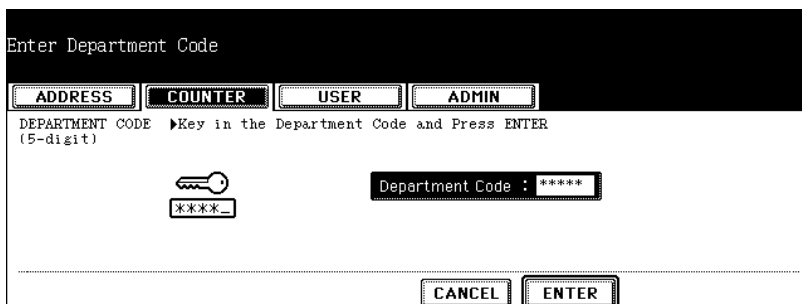 Enter Department Code
ADDRESS COUNTER USER ADMIN
DEPARTMENT CODE ▶Key in the Department Code and Press ENTER
(5-digit)
Department Code : *****
****_
CANCEL ENTER